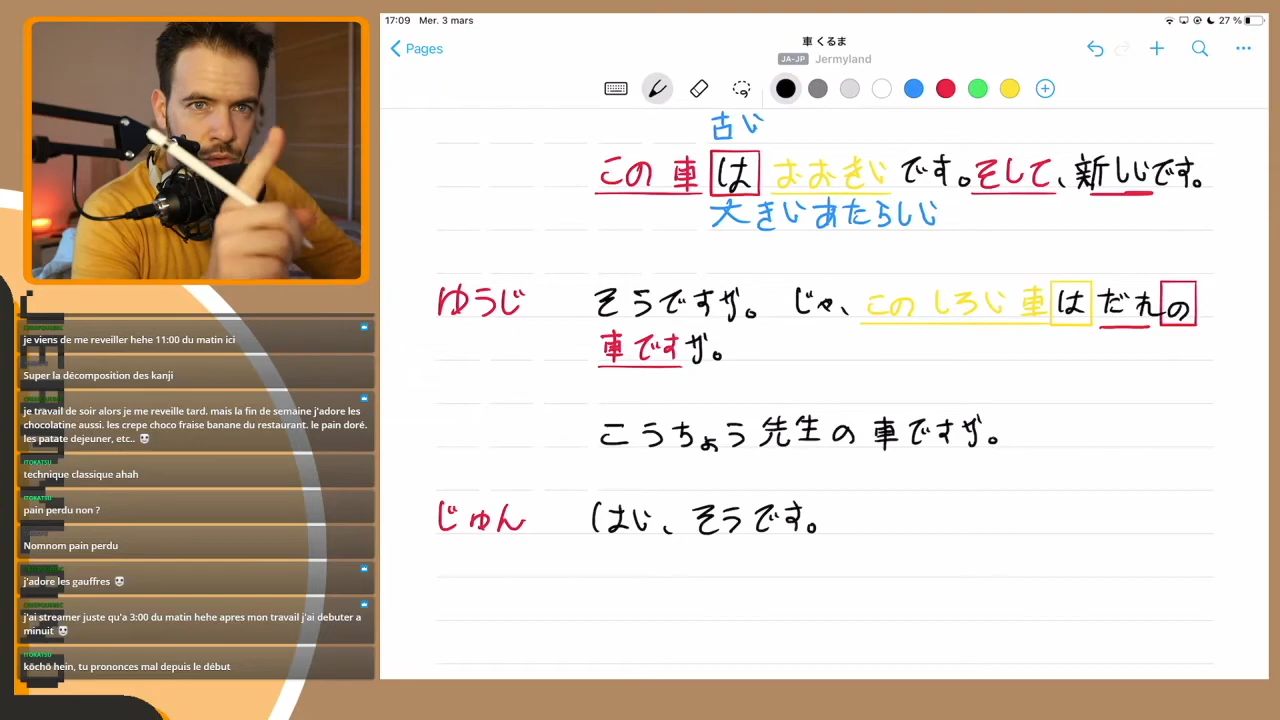 17:09 Mer. 3 mars
27 %
Pages
車 くるま
JA-JP Jermyland
古い
この車はおおきいです。そして、新しいです。
大きいあたらしい
ゆうじ そうですか。 じゃ、このしろい車はだれの
車ですか。
こうちょう先生の車ですか。
じゅん はい、そうです。
je viens de me reveiller hehe 11:00 du matin ici
Super la décomposition des kanji
je travail de soir alors je me reveille tard. mais la fin de semaine j'adore les
chocolatine aussi. les crepe choco fraise banane du restaurant. le pain doré.
les patate dejeuner, etc..
ITOKATSU
technique classique ahah
ITOKATSU
pain perdu non ?
Nomnom pain perdu
j'adore les gauffres
j'ai streamer juste qu'a 3:00 du matin hehe apres mon travail j'ai debuter a
minuit
ITOKATSU
kōchō hein, tu prononces mal depuis le début